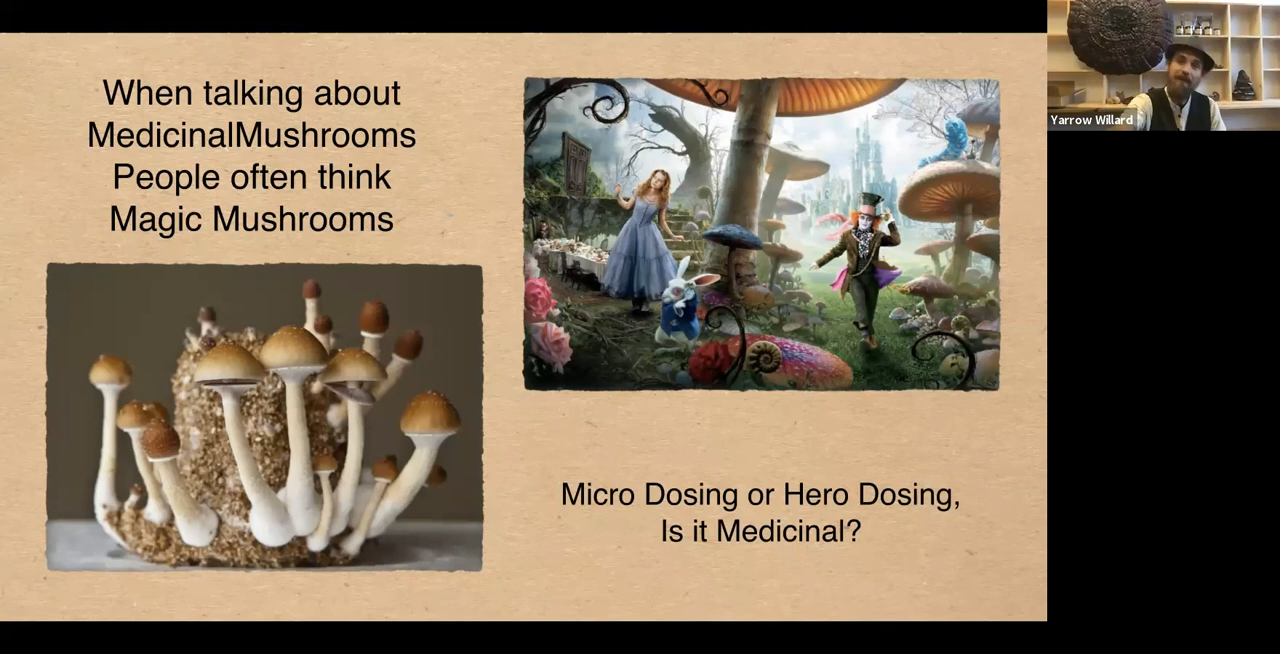 When talking about
MedicinalMushrooms
People often think
Magic Mushrooms
Micro Dosing or Hero Dosing,
Is it Medicinal?
Yarrow Willard